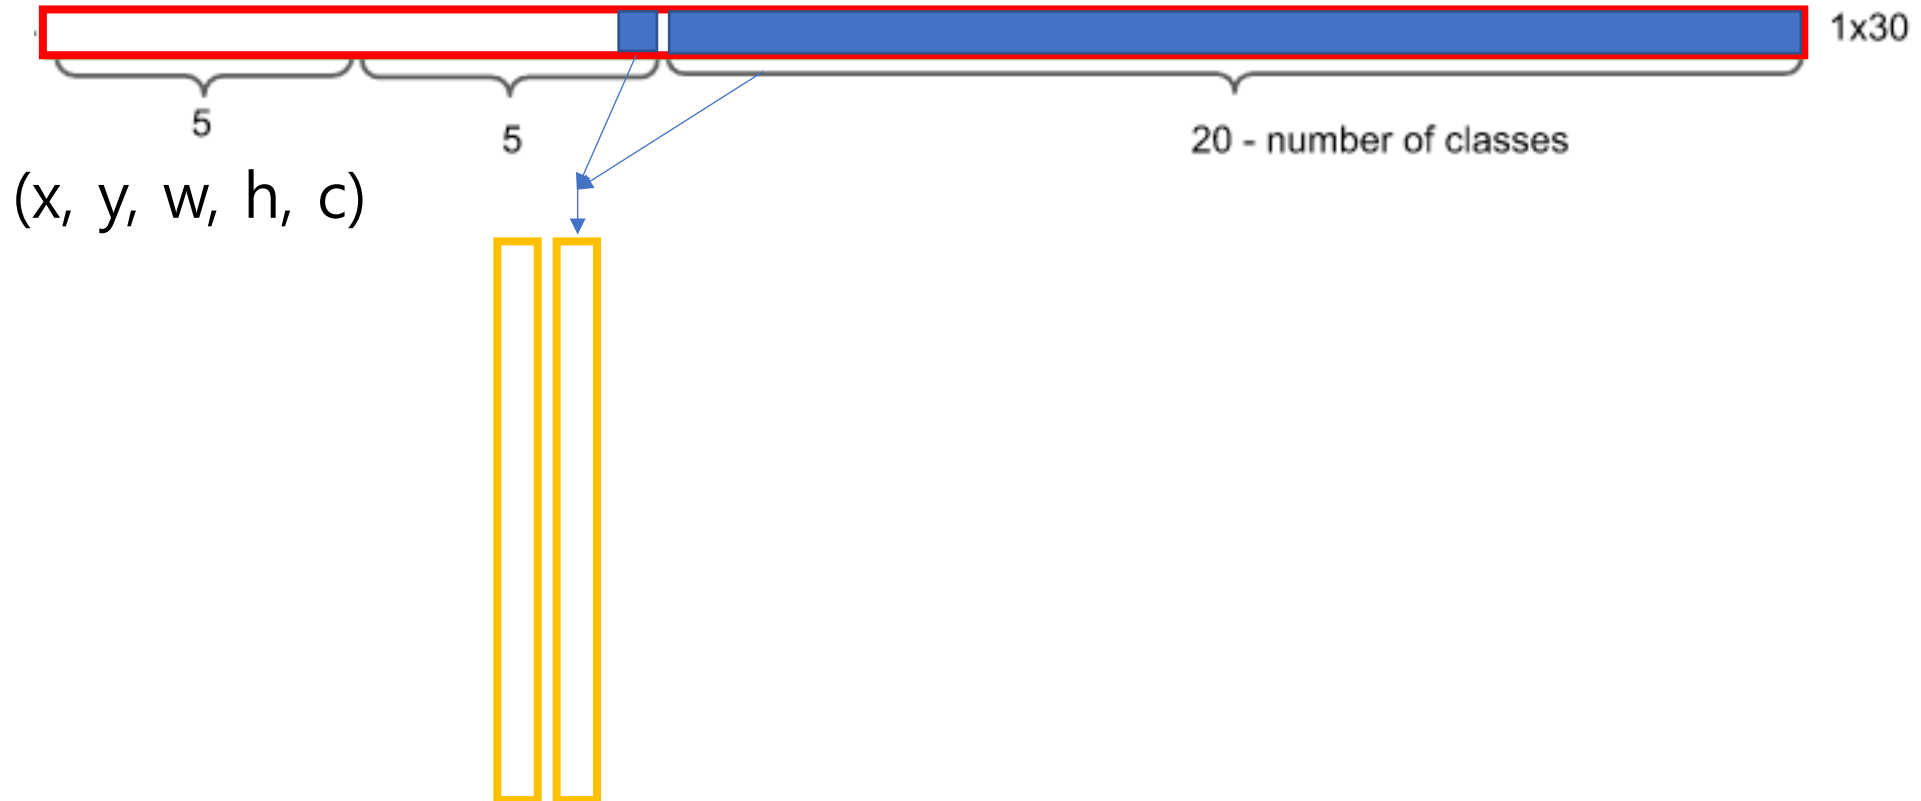 1x30
5
5
20 - number of classes
(x, y, w, h, c)